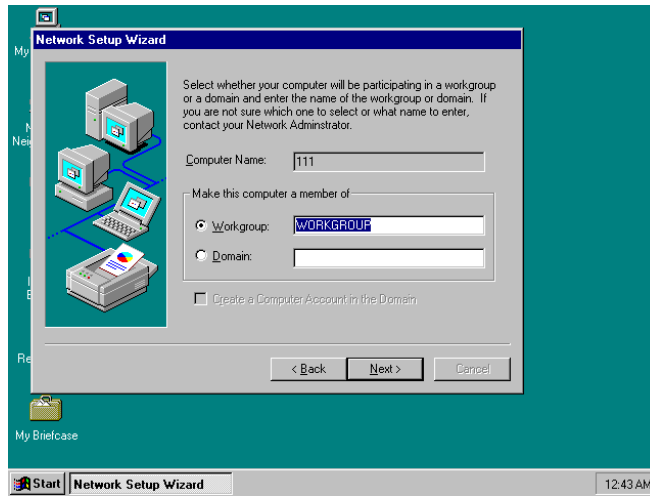 My
Network Setup Wizard
Select whether your computer will be participating in a workgroup
or a domain and enter the name of the workgroup or domain. If
you are not sure which one to select or what name to enter,
contact your Network Adminstrator.
Nei
Computer Name: 111
Make this computer a member of
Workgroup: WORKGROUP
Domain:
Create a Computer Account in the Domain
Re
< Back Next > Cancel
My Briefcase
Start Network Setup Wizard 12:43 AM